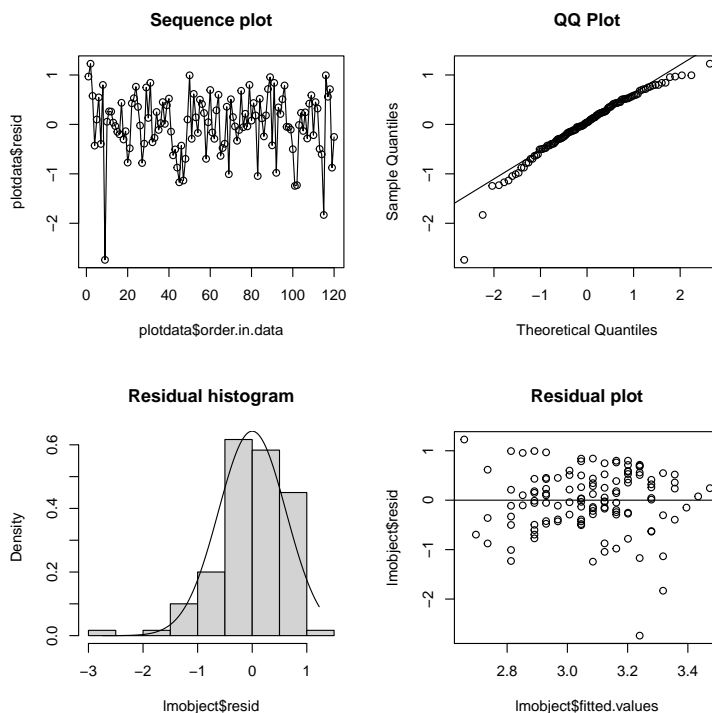 Sequence plot
plotdata$resid
1
0
−1
−2
0 20 40 60 80 100 120
plotdata$order.in.data
QQ Plot
Sample Quantiles
1
0
−1
−2
−2 −1 0 1 2
Theoretical Quantiles
Residual histogram
Density
0.6
0.4
0.2
0.0
−3 −2 −1 0 1
lmobject$resid
Residual plot
lmobject$resid
1
0
−1
−2
2.8 3.0 3.2 3.4
lmobject$fitted.values